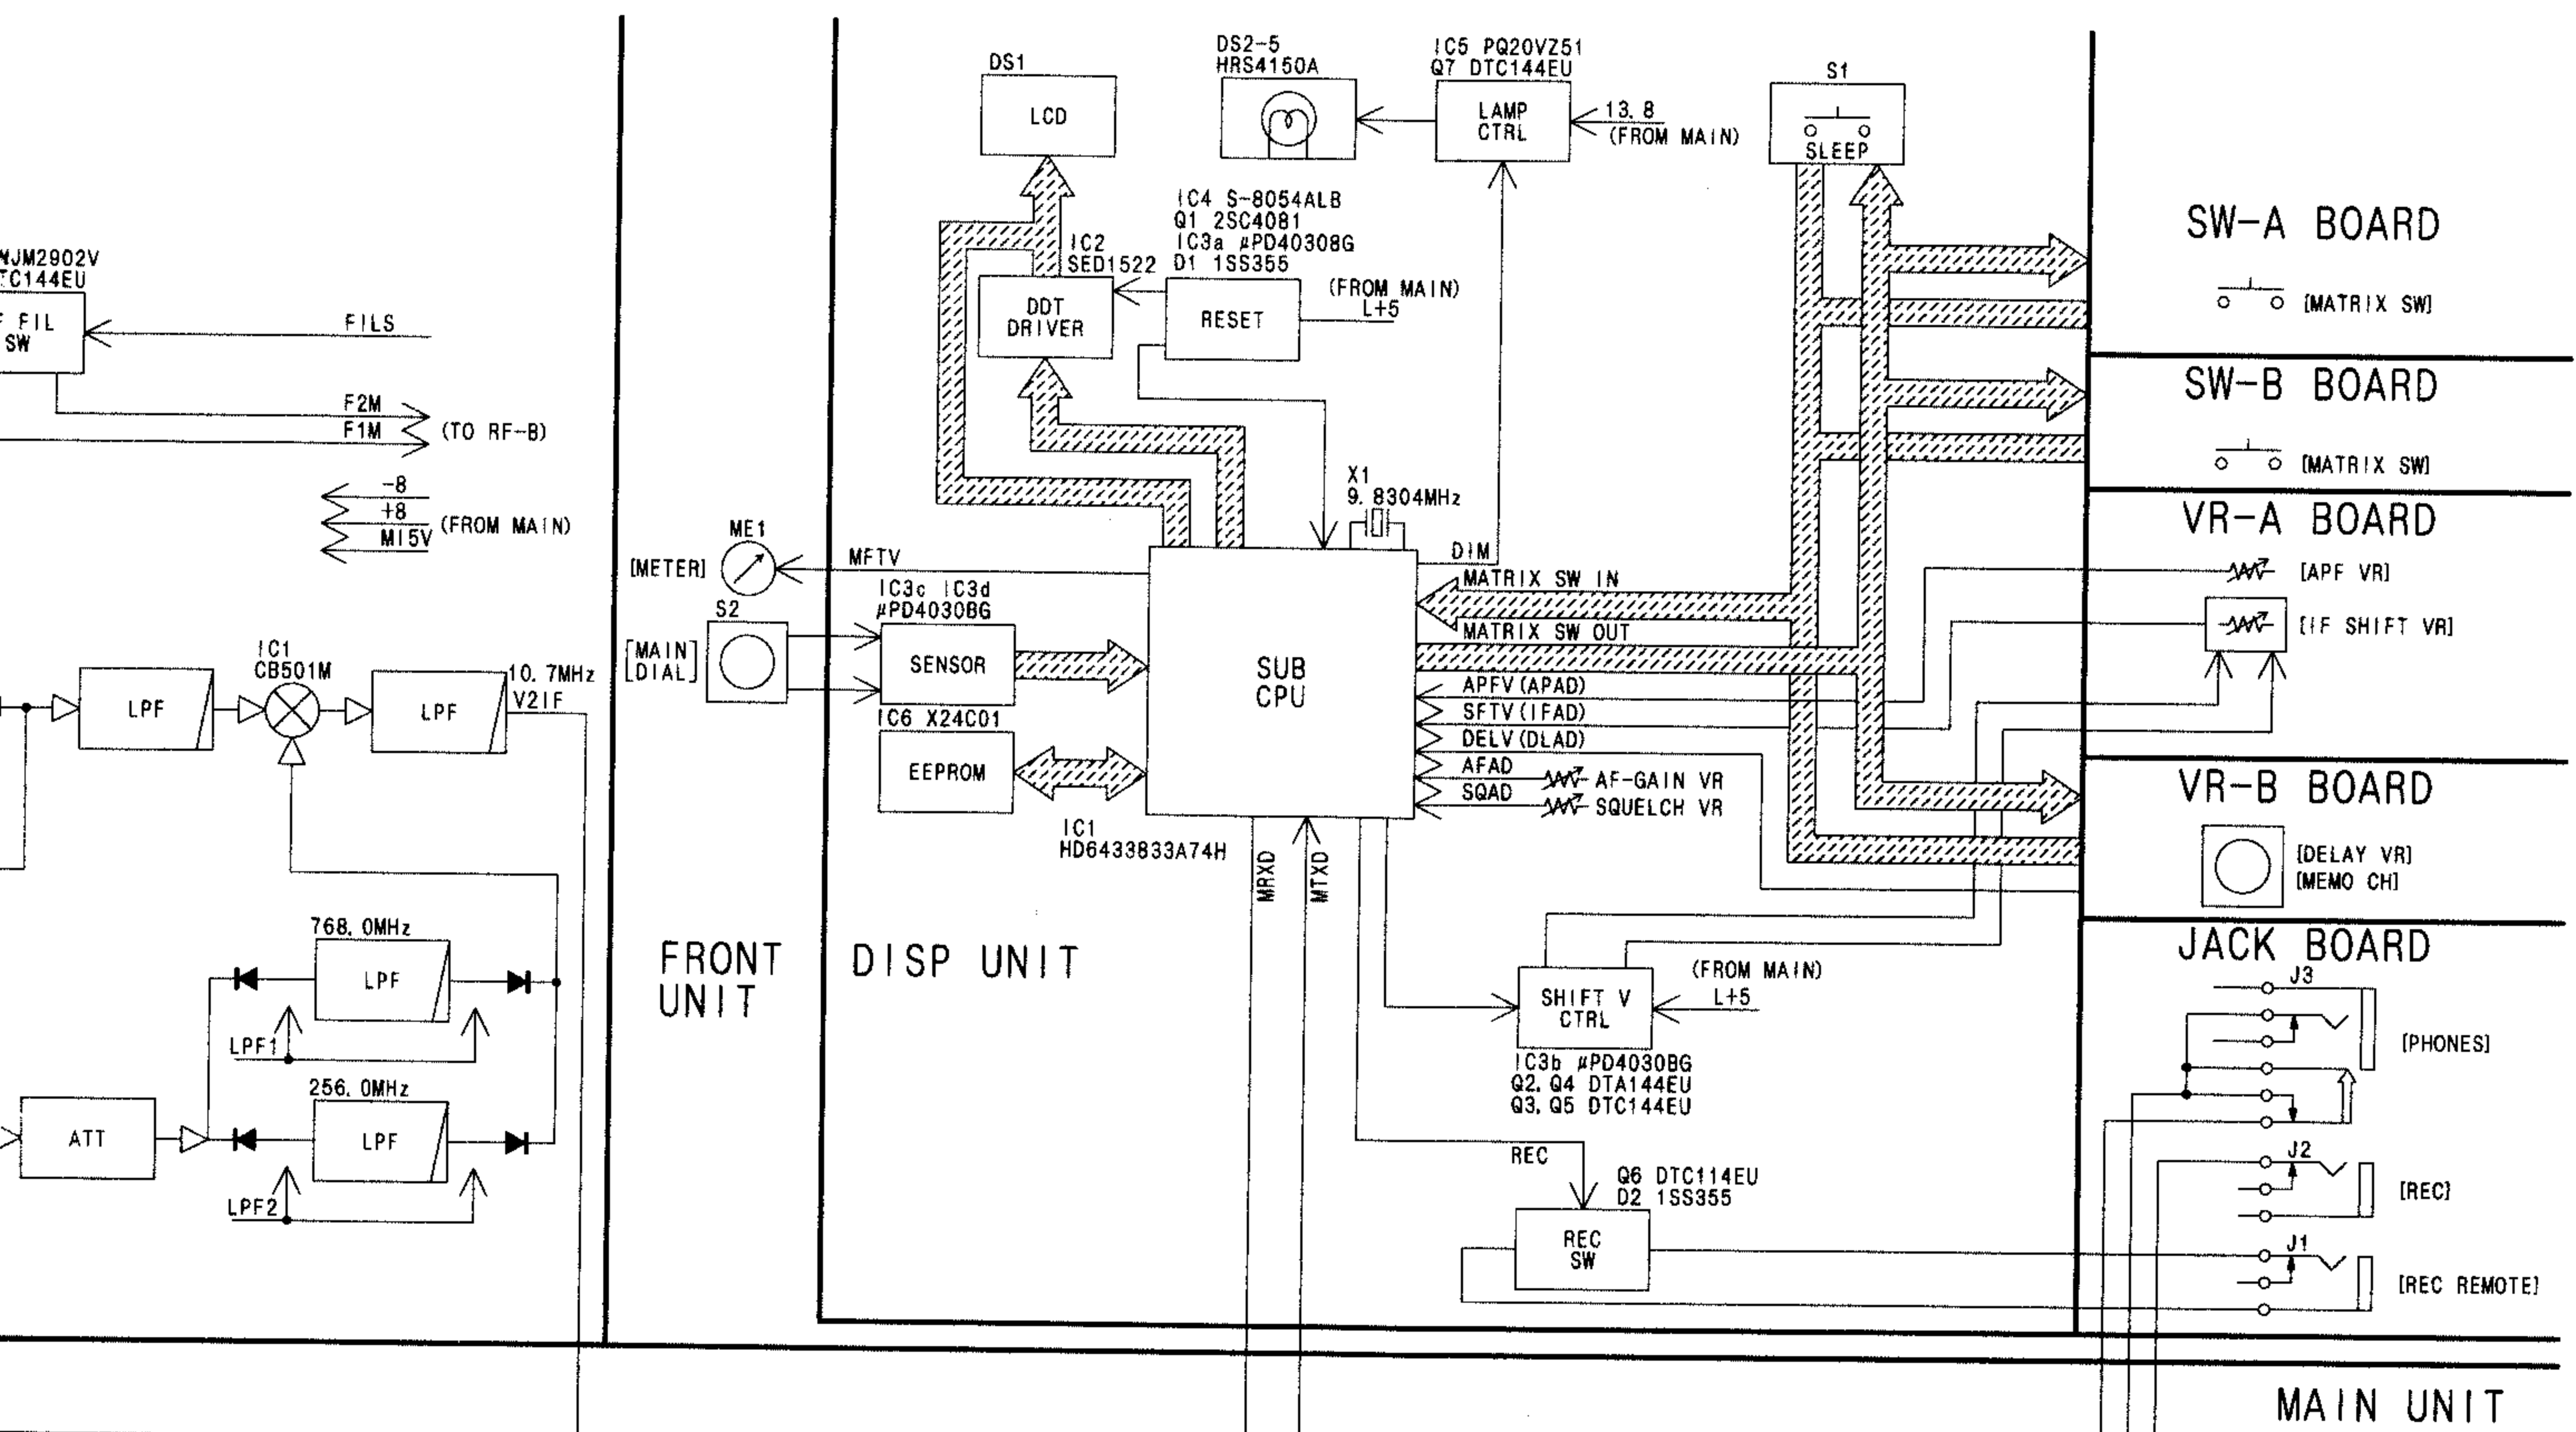 NJM2902V
TC144EU
F FIL
SW
FILS
F2M
F1M
(TO RF-B)
-8
+8
M15V
(FROM MAIN)
LPF
IC1
CB501M
LPF
10.7MHz
V2IF
768.0MHz
LPF
LPF1
256.0MHz
LPF
LPF2
ATT
FRONT
UNIT
[METER]
ME1
MFTV
[MAIN
DIAL]
S2
DISP UNIT
DS1
LCD
DS2-5
HRS4150A
IC5 PQ20VZ51
Q7 DTC144EU
LAMP
CTRL
13.8
(FROM MAIN)
S1
SLEEP
IC4 S-8054ALB
Q1 2SC4081
IC3a μPD40308G
D1 1SS355
IC2
SED1522
DDT
DRIVER
RESET
(FROM MAIN)
L+5
X1
9.8304MHz
DIM
IC3c IC3d
μPD4030BG
SENSOR
IC6 X24C01
EEPROM
IC1
HD6433833A74H
SUB
CPU
MATRIX SW IN
MATRIX SW OUT
APFV(APAD)
SFTV(IFAD)
DELV(DLAD)
AFAD
AF-GAIN VR
SQAD
SQUELCH VR
MRXD
MTXD
(FROM MAIN)
L+5
SHIFT V
CTRL
IC3b μPD4030BG
Q2,Q4 DTA144EU
Q3,Q5 DTC144EU
REC
Q6 DTC114EU
D2 1SS355
REC
SW
SW-A BOARD
[MATRIX SW]
SW-B BOARD
[MATRIX SW]
VR-A BOARD
[APF VR]
[IF SHIFT VR]
VR-B BOARD
[DELAY VR]
[MEMO CH]
JACK BOARD
J3
[PHONES]
J2
[REC]
J1
[REC REMOTE]
MAIN UNIT